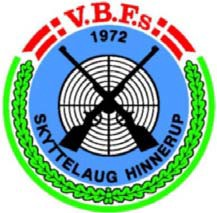 V.B.F.s
1972
SKYTTELAUG HINNERUP